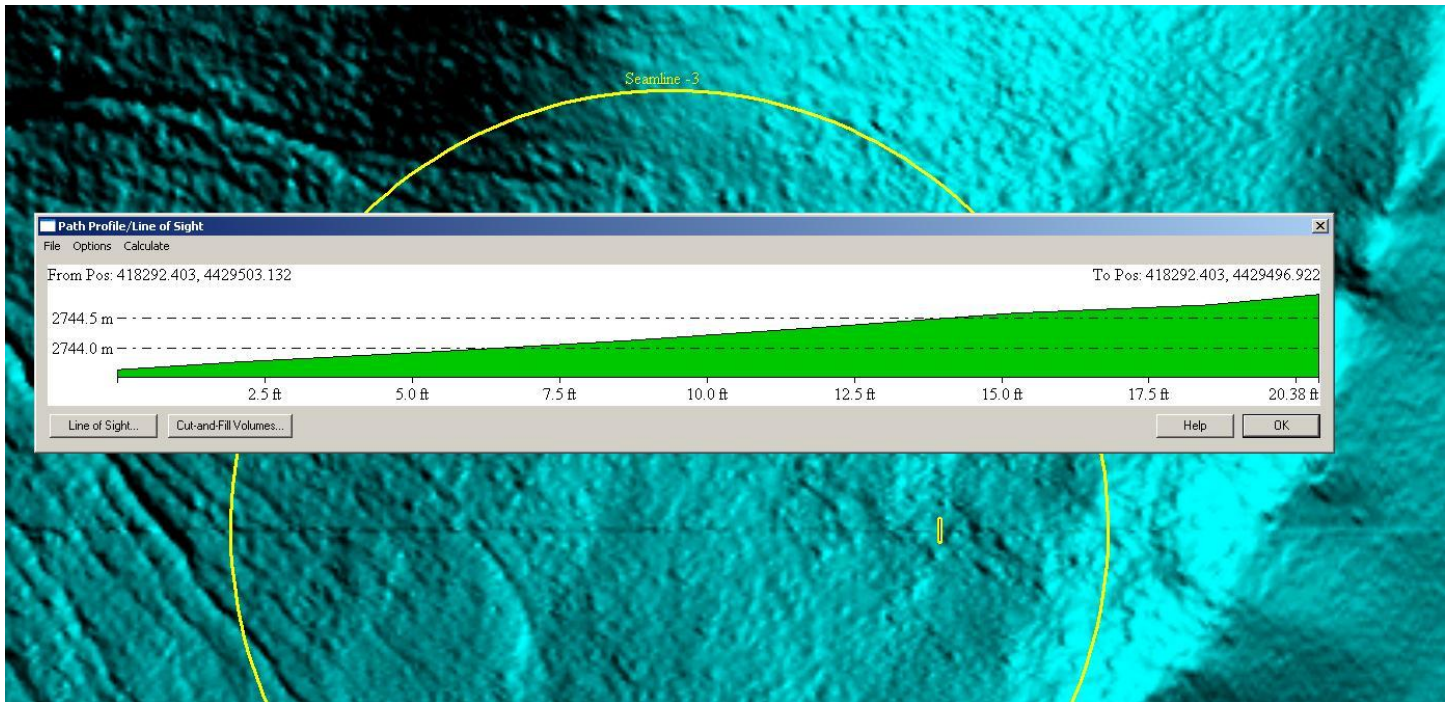 Seamline -3
Path Profile/Line of Sight
File Options Calculate
From Pos: 418292.403, 4429503.132 To Pos: 418292.403, 4429496.922
2744.5 m
2744.0 m
2.5 ft 5.0 ft 7.5 ft 10.0 ft 12.5 ft 15.0 ft 17.5 ft 20.38 ft
Line of Sight... Cut-and-Fill Volumes... Help OK